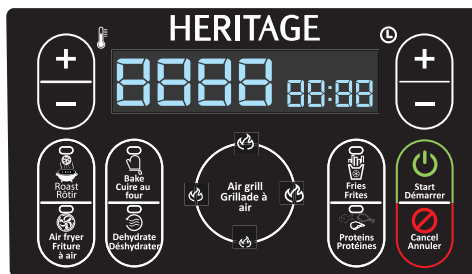 HERITAGE
+
+
8888 88:88
−
−
Roast
Rôtir
Bake
Cuire au
four
Air grill
Grillade à
air
Fries
Frites
Start
Démarrer
Air fryer
Friture
à air
Dehydrate
Déshydrater
Proteins
Protéines
Cancel
Annuler